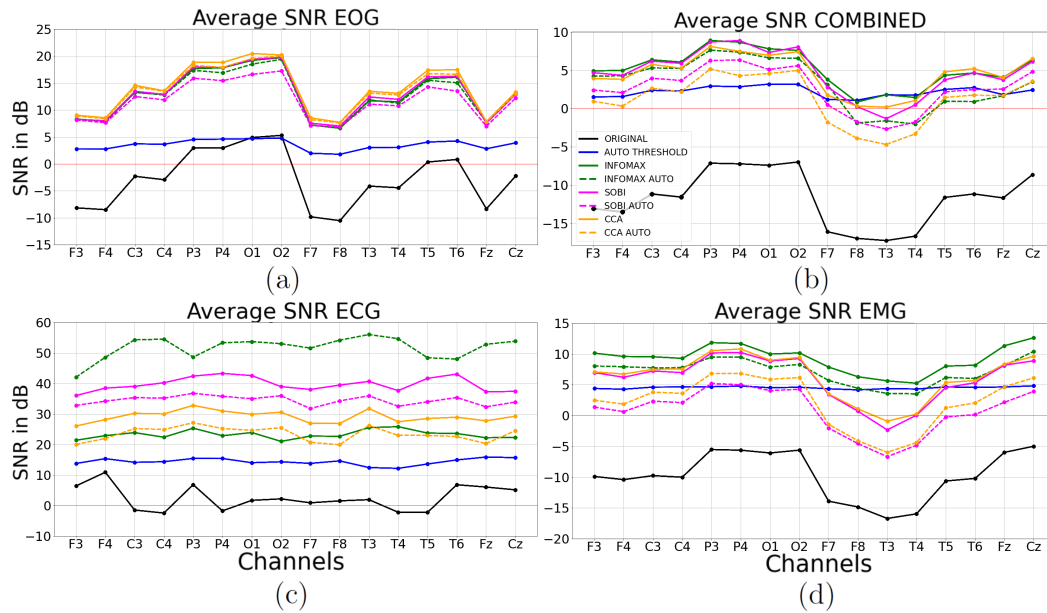 Average SNR EOG
SNR in dB
25
20
15
10
5
0
−5
−10
−15
F3 F4 C3 C4 P3 P4 O1 O2 F7 F8 T3 T4 T5 T6 Fz Cz
(a)
Average SNR COMBINED
10
5
0
−5
−10
−15
ORIGINAL
AUTO THRESHOLD
INFOMAX
INFOMAX AUTO
SOBI
SOBI AUTO
CCA
CCA AUTO
F3 F4 C3 C4 P3 P4 O1 O2 F7 F8 T3 T4 T5 T6 Fz Cz
(b)
Average SNR ECG
SNR in dB
60
50
40
30
20
10
0
−10
F3 F4 C3 C4 P3 P4 O1 O2 F7 F8 T3 T4 T5 T6 Fz Cz
Channels
(c)
Average SNR EMG
15
10
5
0
−5
−10
−15
−20
F3 F4 C3 C4 P3 P4 O1 O2 F7 F8 T3 T4 T5 T6 Fz Cz
Channels
(d)